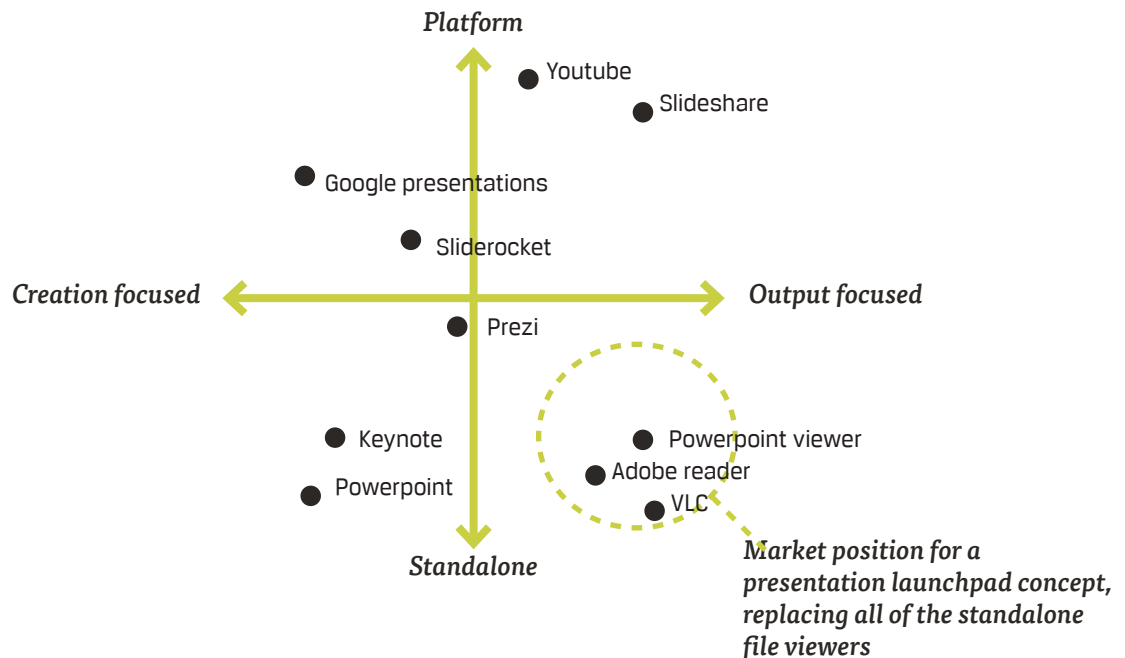 Platform
Youtube
Slideshare
Google presentations
Sliderocket
Creation focused
Output focused
Prezi
Keynote
Powerpoint viewer
Adobe reader
Powerpoint
VLC
Standalone
Market position for a
presentation launchpad concept,
replacing all of the standalone
file viewers